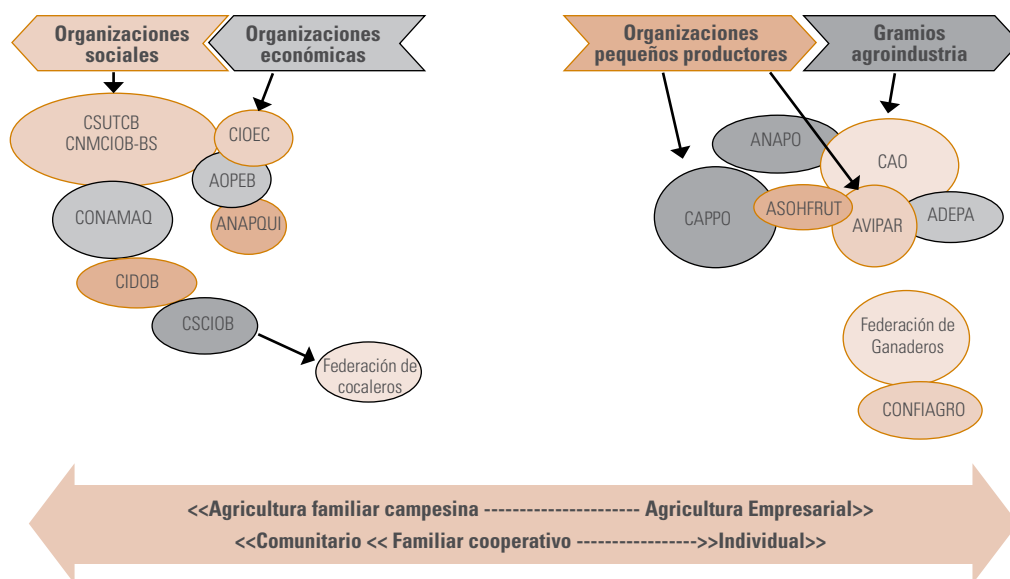 Organizaciones
sociales
Organizaciones
económicas
Organizaciones
pequeños productores
Gramios
agroindustria
CSUTCB
CNMCIOB-BS
CIOEC
AOPEB
ANAPQUI
CONAMAQ
CIDOB
CSCIOB
Federación de
cocaleros
ANAPO
CAO
CAPPO
ASOHFRUT
AVIPAR
ADEPA
Federación de
Ganaderos
CONFIAGRO
<<Agricultura familiar campesina ---------------------- Agricultura Empresarial>>
<<Comunitario << Familiar cooperativo ----------------->>Individual>>